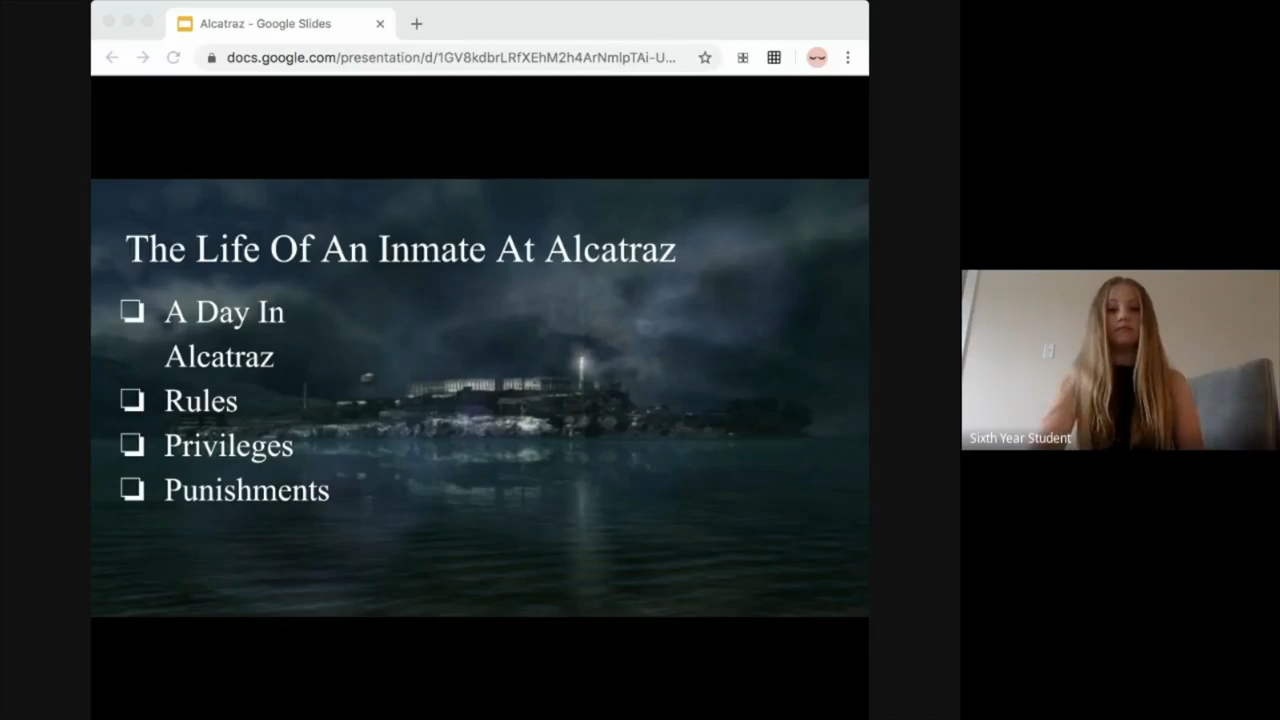 Alcatraz - Google Slides
docs.google.com/presentation/d/1GV8kdbrLRfXEhM2h4ArNmlpTAi-U...
The Life Of An Inmate At Alcatraz
A Day In
Alcatraz
Rules
Privileges
Punishments
Sixth Year Student